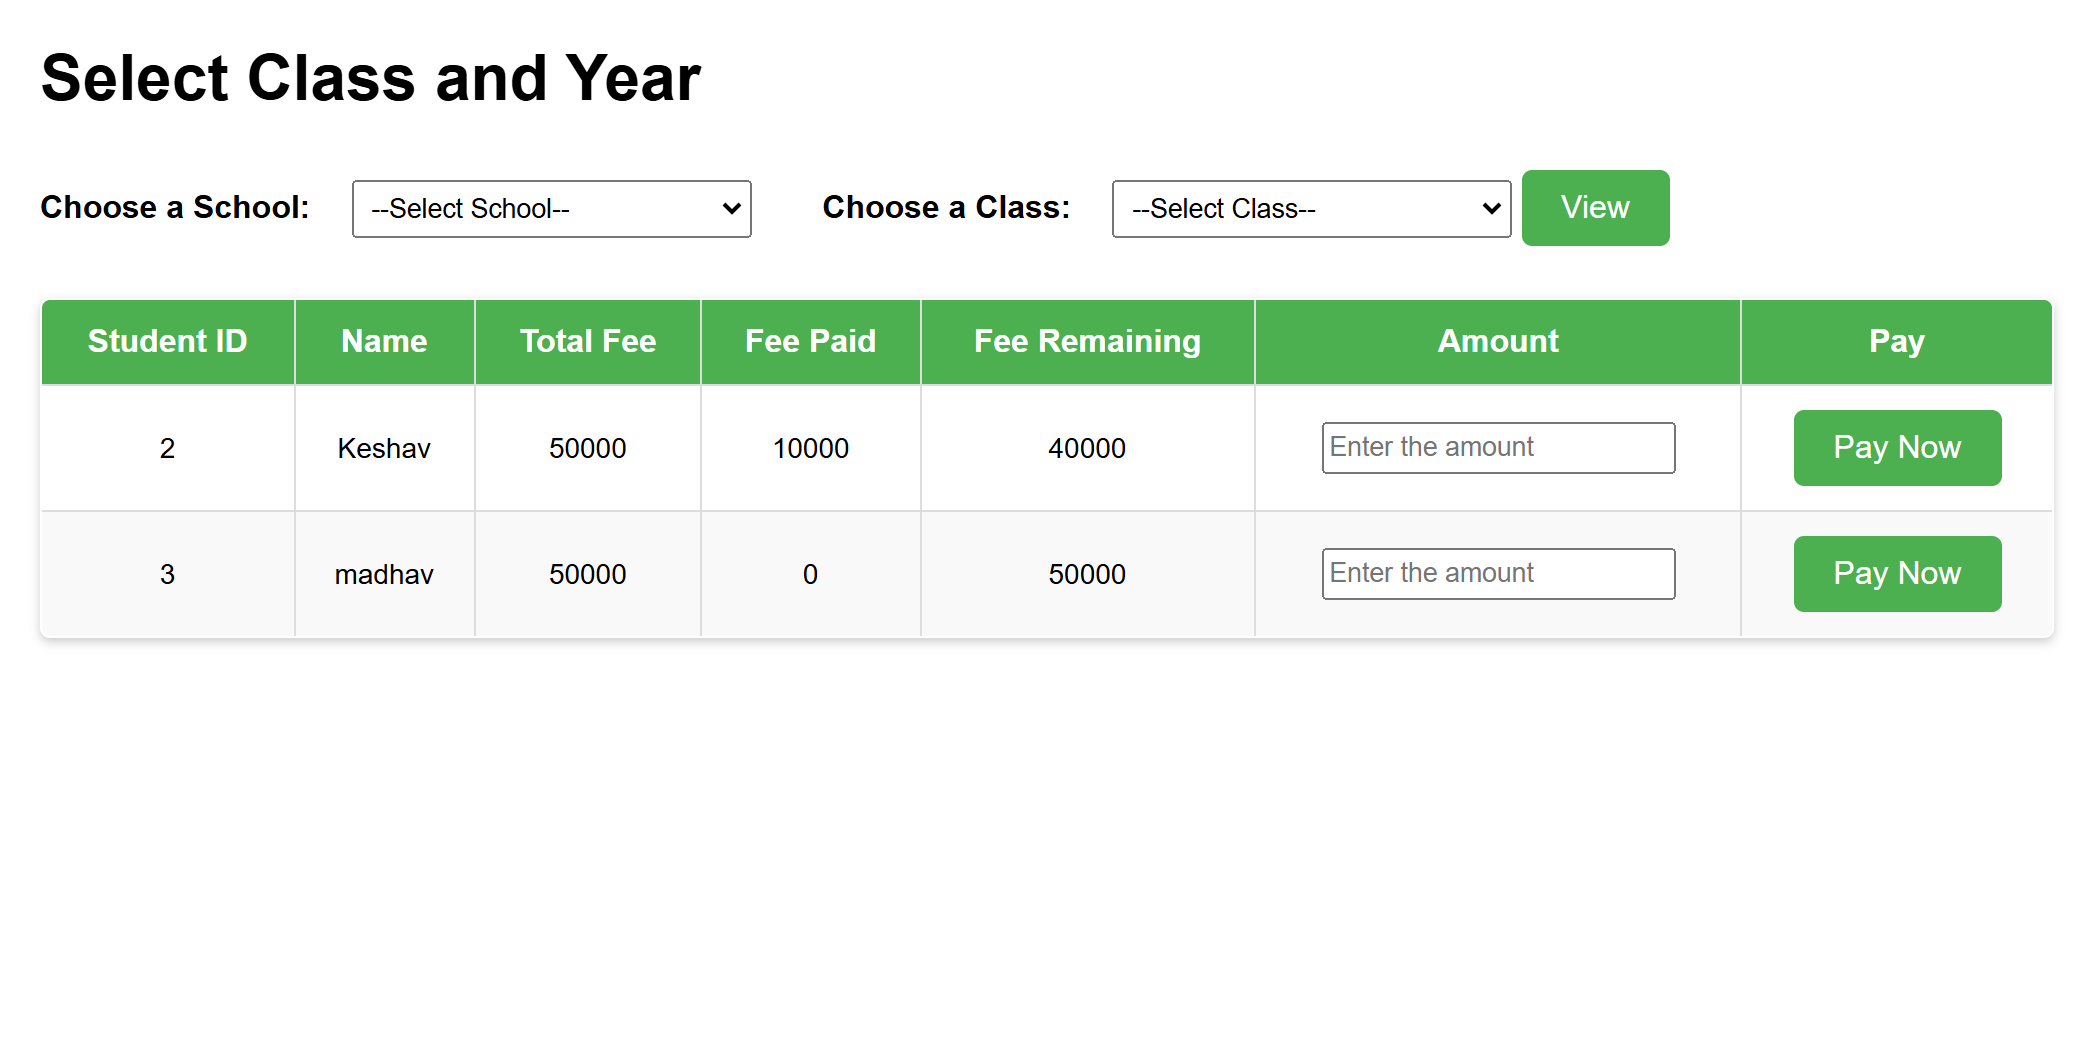 Select Class and Year
Choose a School: --Select School-- Choose a Class: --Select Class-- View
Student ID Name Total Fee Fee Paid Fee Remaining Amount Pay
2 Keshav 50000 10000 40000 Enter the amount Pay Now
3 madhav 50000 0 50000 Enter the amount Pay Now